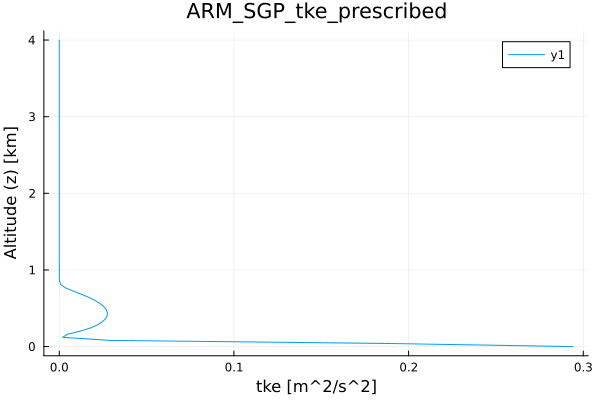 ARM_SGP_tke_prescribed
y1
4
3
2
1
0
Altitude (z) [km]
0.0 0.1 0.2 0.3
tke [m^2/s^2]